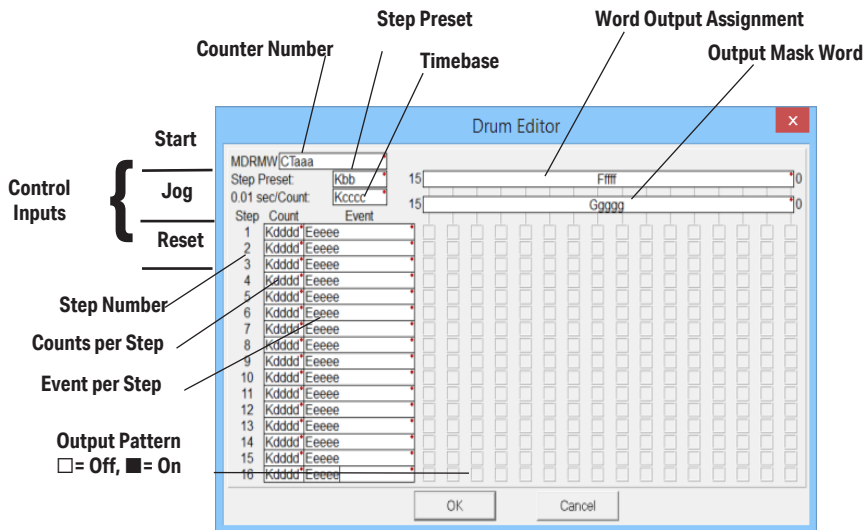 Step Preset
Word Output Assignment
Counter Number
Timebase
Output Mask Word
Drum Editor
x
Start
MDRMW CTaaa
Step Preset: Kbb 15 Fffff 0
Control Inputs
{
Jog
0.01 sec/Count: Kcccc 15 Ggggg 0
Step Count Event
Reset
1 Kdddd Eeeee
2 Kdddd Eeeee
3 Kdddd Eeeee
4 Kdddd Eeeee
5 Kdddd Eeeee
6 Kdddd Eeeee
7 Kdddd Eeeee
8 Kdddd Eeeee
9 Kdddd Eeeee
10 Kdddd Eeeee
11 Kdddd Eeeee
12 Kdddd Eeeee
13 Kdddd Eeeee
14 Kdddd Eeeee
15 Kdddd Eeeee
16 Kdddd Eeeee
Step Number
Counts per Step
Event per Step
Output Pattern
□= Off, ■= On
OK Cancel